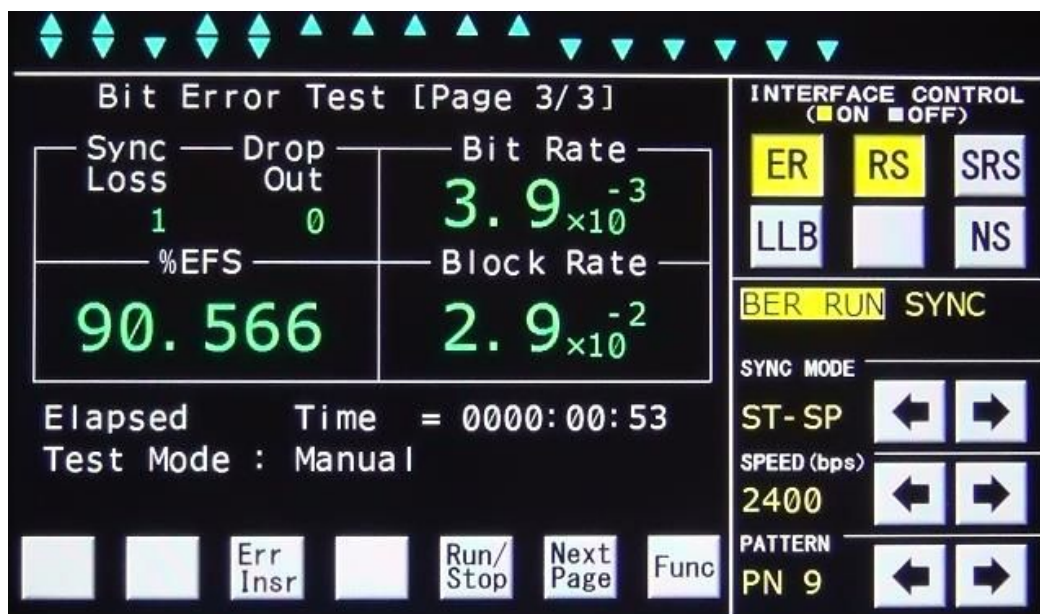 Bit Error Test [Page 3/3]
Sync Loss
1
Drop Out
0
Bit Rate
3.9×10⁻³
%EFS
90.566
Block Rate
2.9×10⁻²
Elapsed Time = 0000:00:53
Test Mode : Manual
Err Insr
Run/ Stop
Next Page
Func
INTERFACE CONTROL
(■ON ■OFF)
ER RS SRS
LLB NS
BER RUN SYNC
SYNC MODE
ST-SP
SPEED(bps)
2400
PATTERN
PN 9